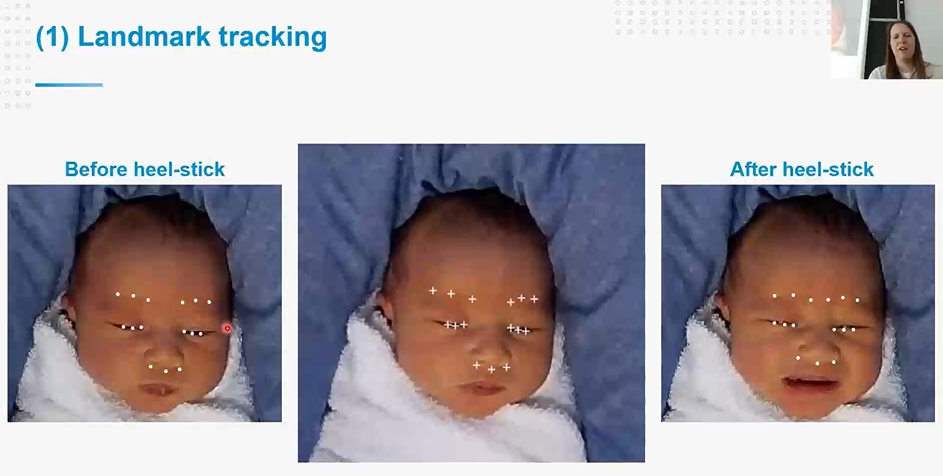 (1) Landmark tracking
Before heel-stick
After heel-stick